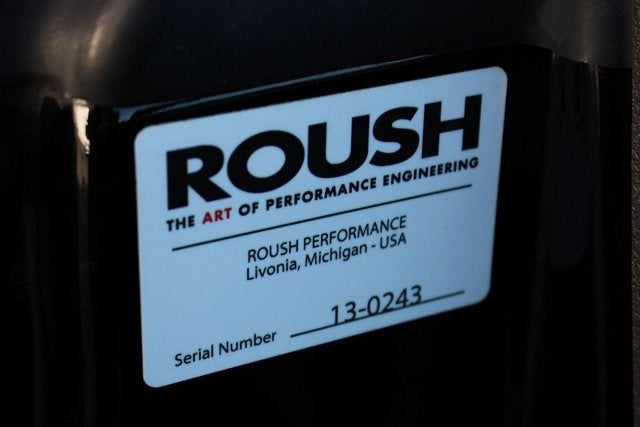 ROUSH
THE ART OF PERFORMANCE ENGINEERING
ROUSH PERFORMANCE
Livonia, Michigan - USA
Serial Number 13-0243